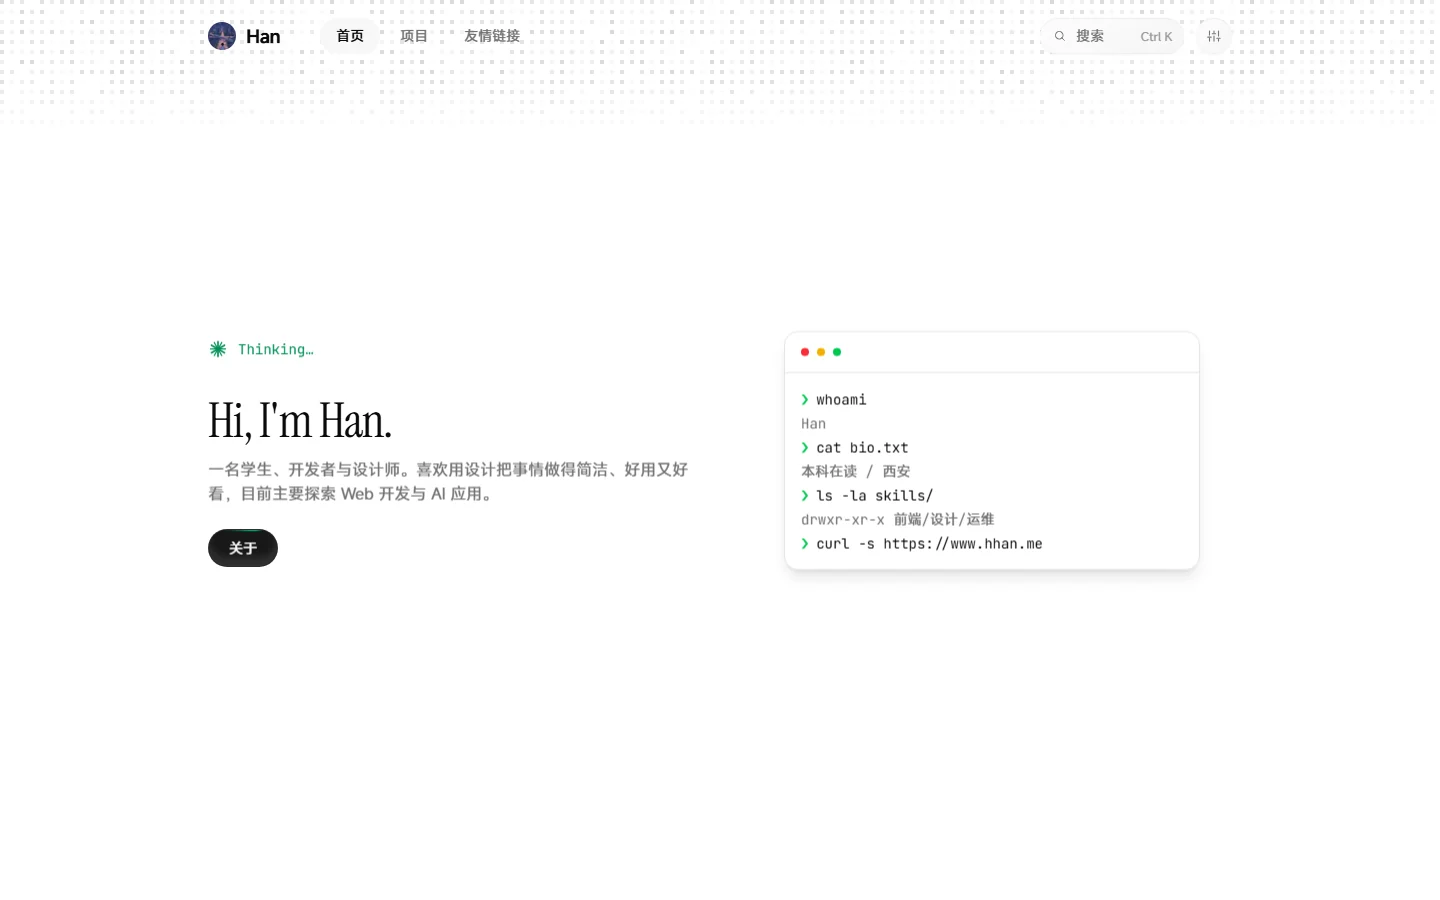 Han
首页
项目
友情链接
搜索
Ctrl K
Thinking…
Hi, I'm Han.
一名学生、开发者与设计师。喜欢用设计把事情做得简洁、好用又好
看，目前主要探索 Web 开发与 AI 应用。
关于
❯ whoami
Han
❯ cat bio.txt
本科在读 / 西安
❯ ls -la skills/
drwxr-xr-x 前端/设计/运维
❯ curl -s https://www.hhan.me